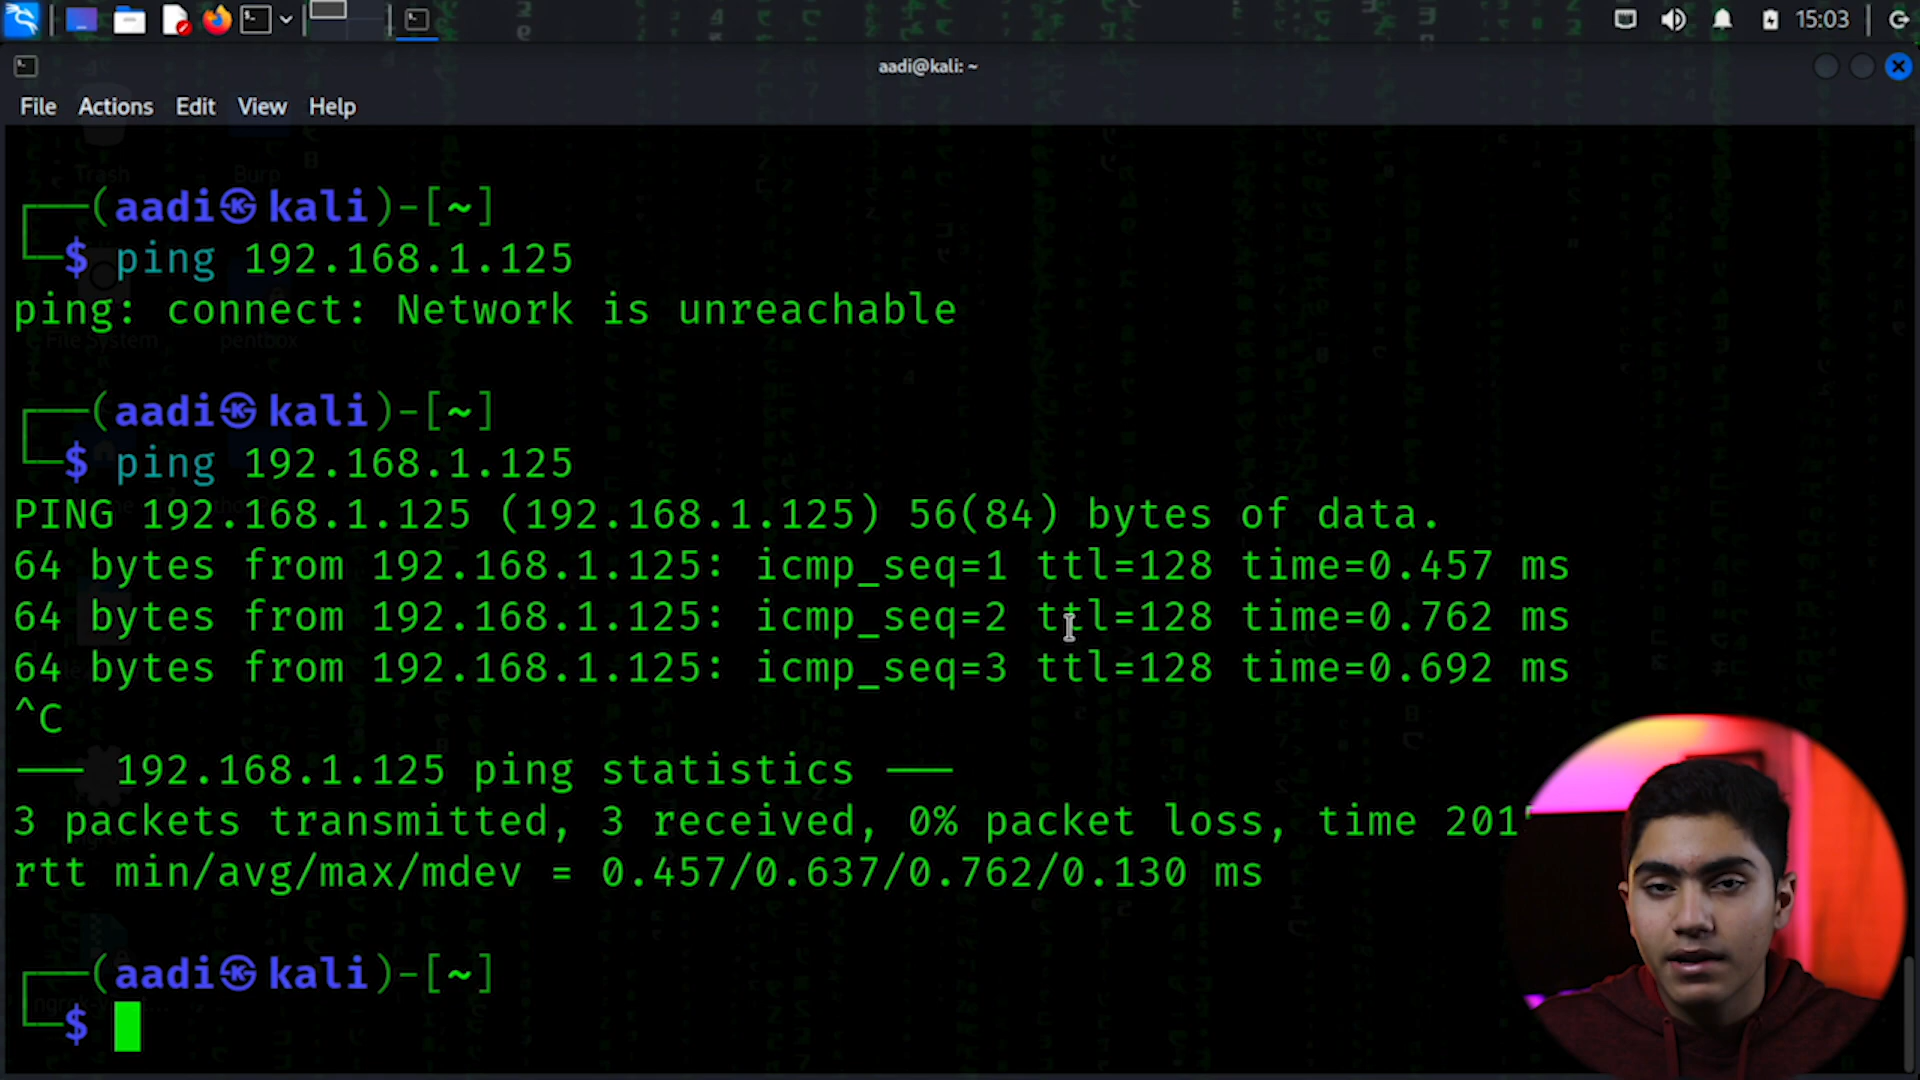 15:03
aadi@kali: ~
File Actions Edit View Help
Trash
Burp
(aadi㉿kali)-[~]
$ ping 192.168.1.125
ping: connect: Network is unreachable
File System
pentbox
(aadi㉿kali)-[~]
$ ping 192.168.1.125
PING 192.168.1.125 (192.168.1.125) 56(84) bytes of data.
64 bytes from 192.168.1.125: icmp_seq=1 ttl=128 time=0.457 ms
64 bytes from 192.168.1.125: icmp_seq=2 ttl=128 time=0.762 ms
64 bytes from 192.168.1.125: icmp_seq=3 ttl=128 time=0.692 ms
^C
── 192.168.1.125 ping statistics ──
3 packets transmitted, 3 received, 0% packet loss, time 201
rtt min/avg/max/mdev = 0.457/0.637/0.762/0.130 ms
(aadi㉿kali)-[~]
$